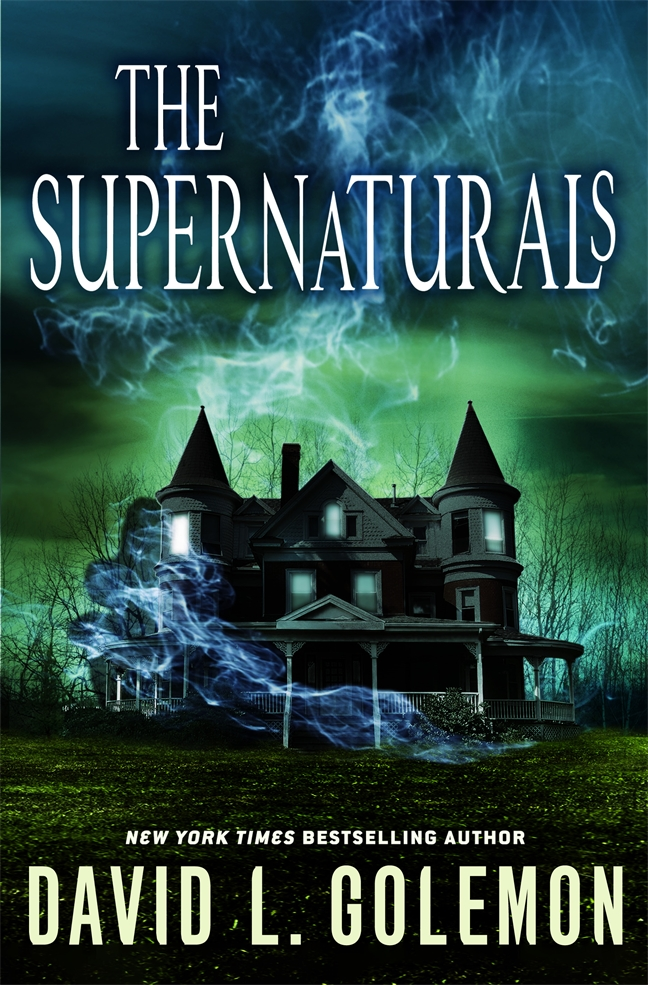 THE
SUPERNATURALS
NEW YORK TIMES BESTSELLING AUTHOR
DAVID L. GOLEMON